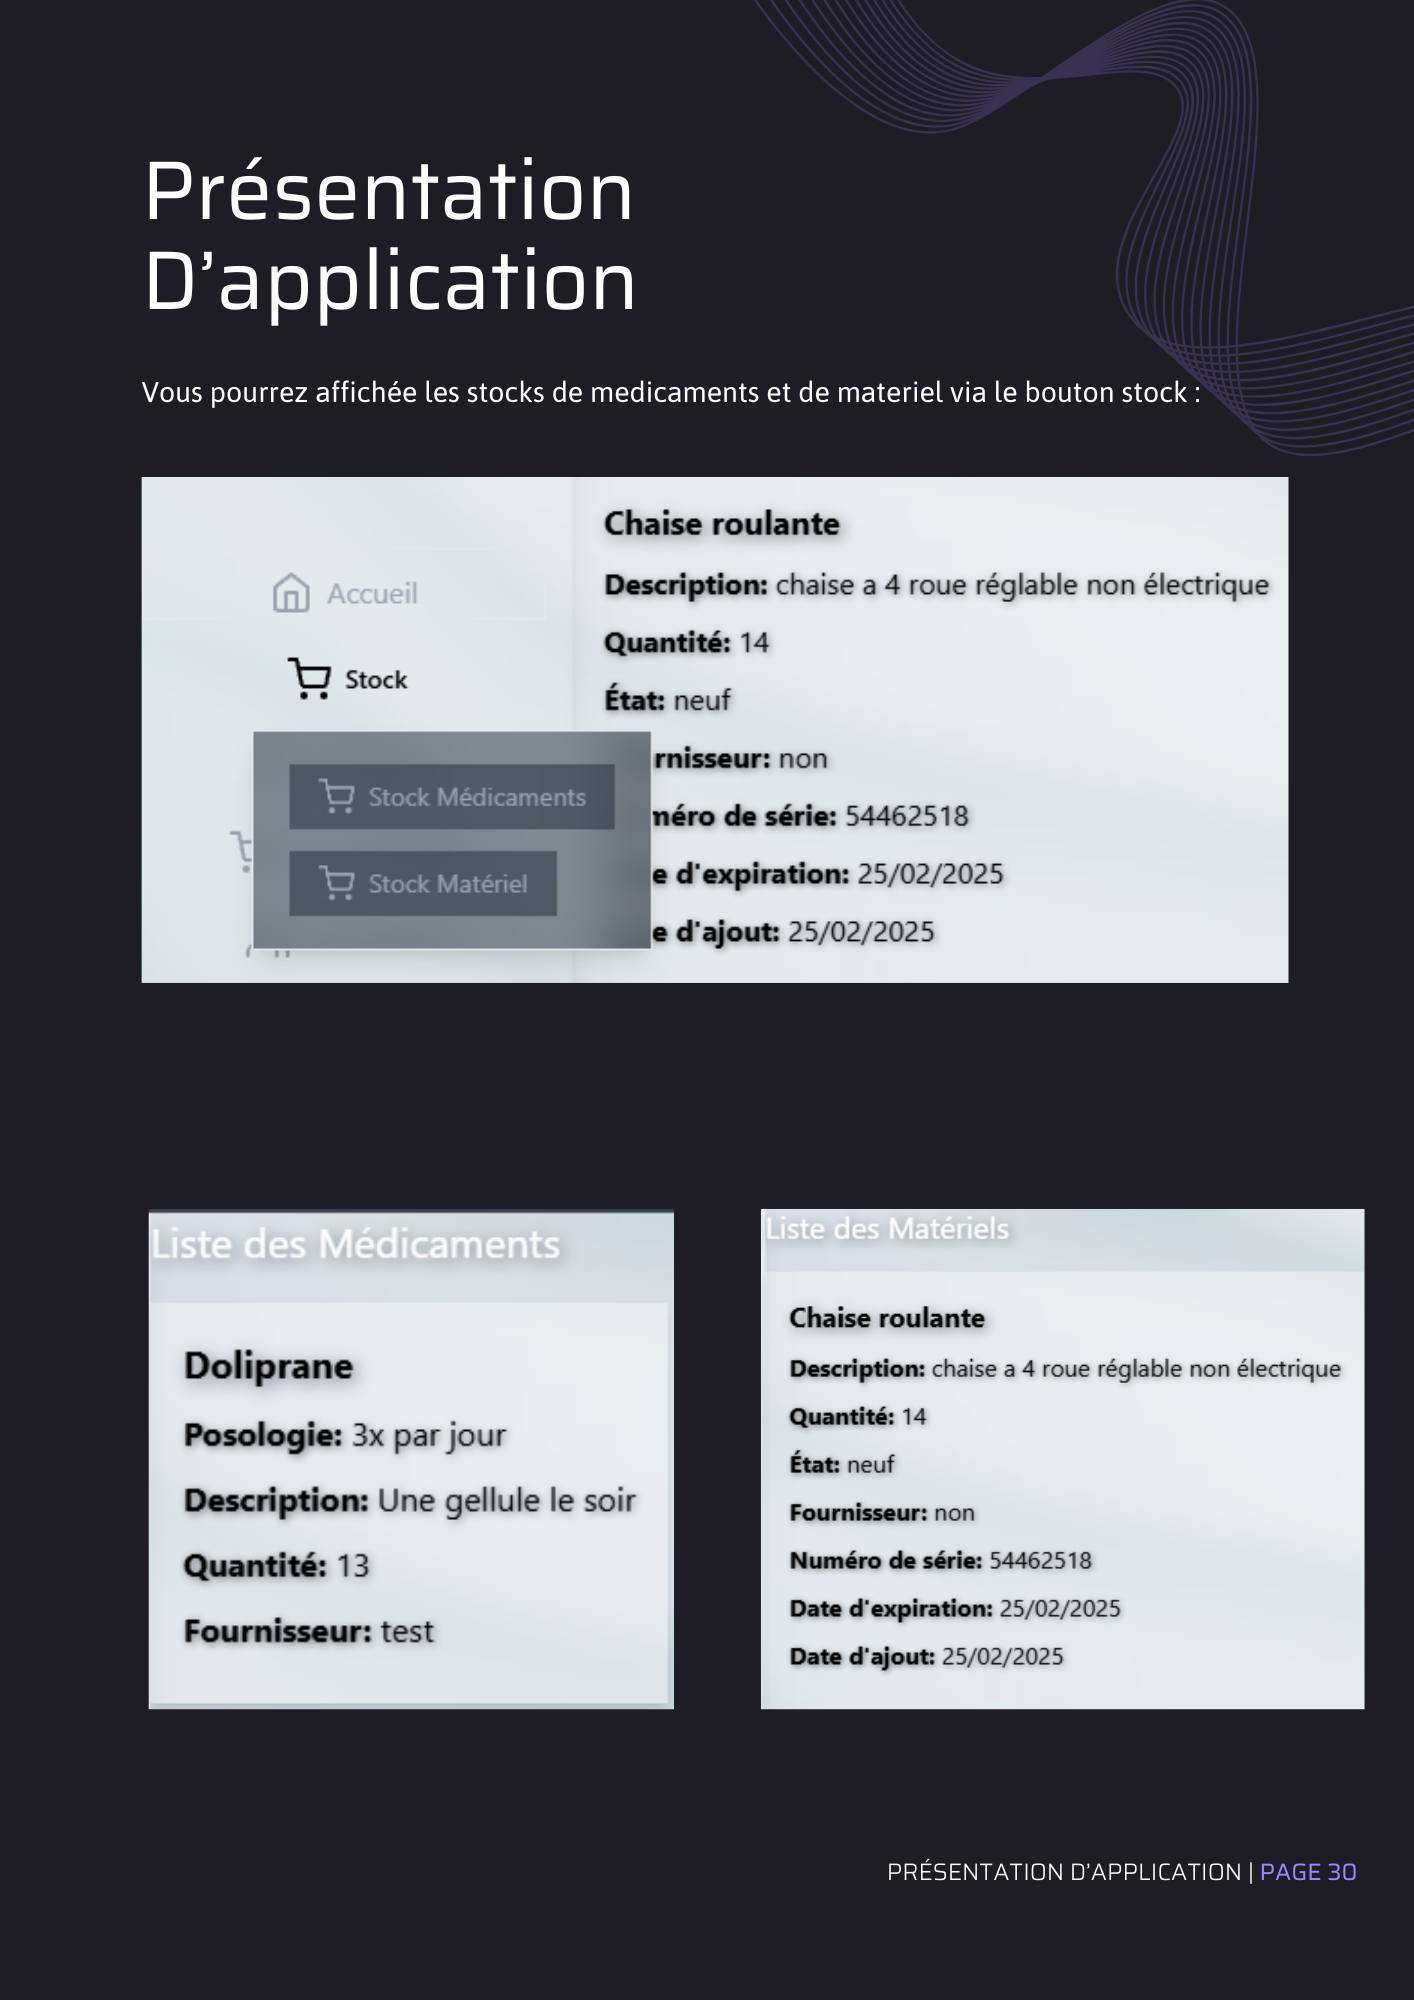 Présentation
D’application
Vous pourrez affichée les stocks de medicaments et de materiel via le bouton stock :
Accueil
Stock
Stock Médicaments
Stock Matériel
Chaise roulante
Description: chaise a 4 roue réglable non électrique
Quantité: 14
État: neuf
rnisseur: non
méro de série: 54462518
e d'expiration: 25/02/2025
e d'ajout: 25/02/2025
Liste des Médicaments
Doliprane
Posologie: 3x par jour
Description: Une gellule le soir
Quantité: 13
Fournisseur: test
Liste des Matériels
Chaise roulante
Description: chaise a 4 roue réglable non électrique
Quantité: 14
État: neuf
Fournisseur: non
Numéro de série: 54462518
Date d'expiration: 25/02/2025
Date d'ajout: 25/02/2025
PRÉSENTATION D’APPLICATION | PAGE 30